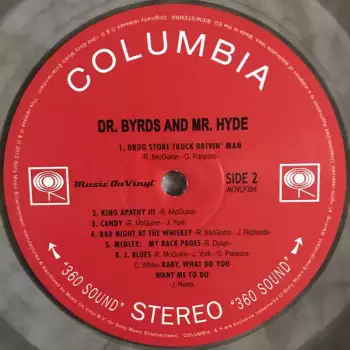 COLUMBIA
DR. BYRDS AND MR. HYDE
1. DRUG STORE TRUCK DRIVIN' MAN
-R. McGuinn -G. Parsons-
Music On Vinyl
SIDE 2
MOVLP384
2. KING APATHY III -R. McGuinn-
3. CANDY -R. McGuinn -J. York-
4. BAD NIGHT AT THE WHISKEY -R. McGuinn -J. Richards-
5. MEDLEY: MY BACK PAGES -B. Dylan-
B. J. BLUES -R. McGuinn -J. York -G. Parsons-
C. White- BABY, WHAT DO YOU
WANT ME TO DO
-J. Reed-
"360 SOUND" STEREO "360 SOUND"